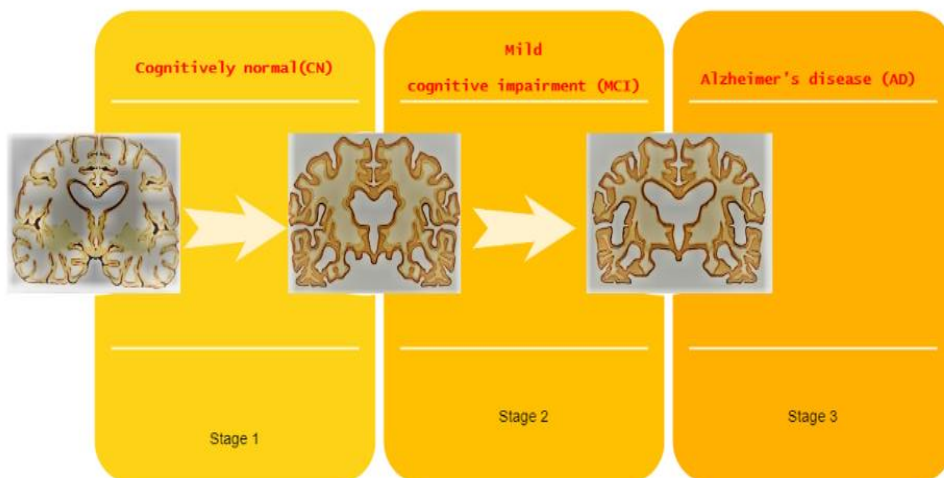 Cognitively normal(CN)
Mild
cognitive impairment (MCI)
Alzheimer's disease (AD)
Stage 1
Stage 2
Stage 3